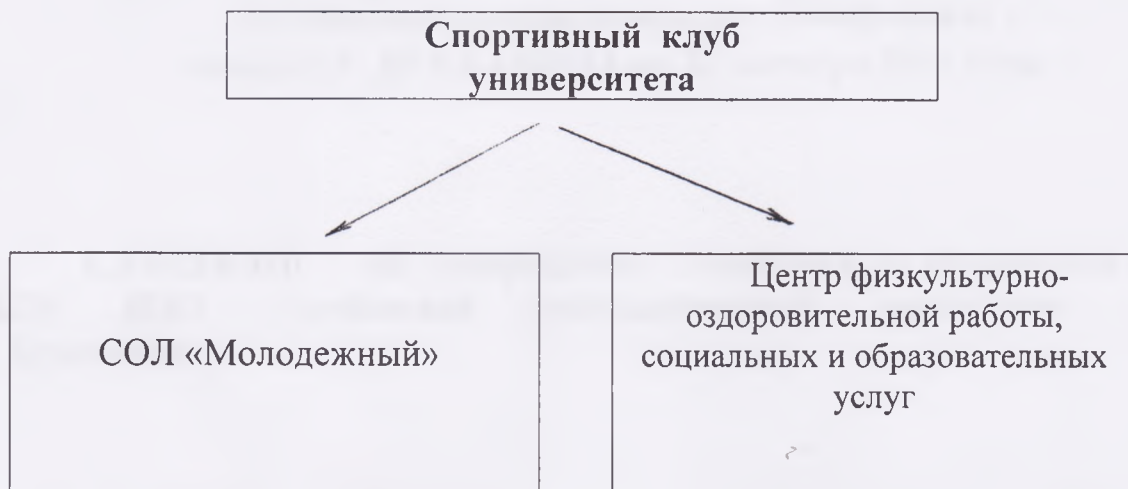 Спортивный клуб
университета
СОЛ «Молодежный»
Центр физкультурно-
оздоровительной работы,
социальных и образовательных
услуг